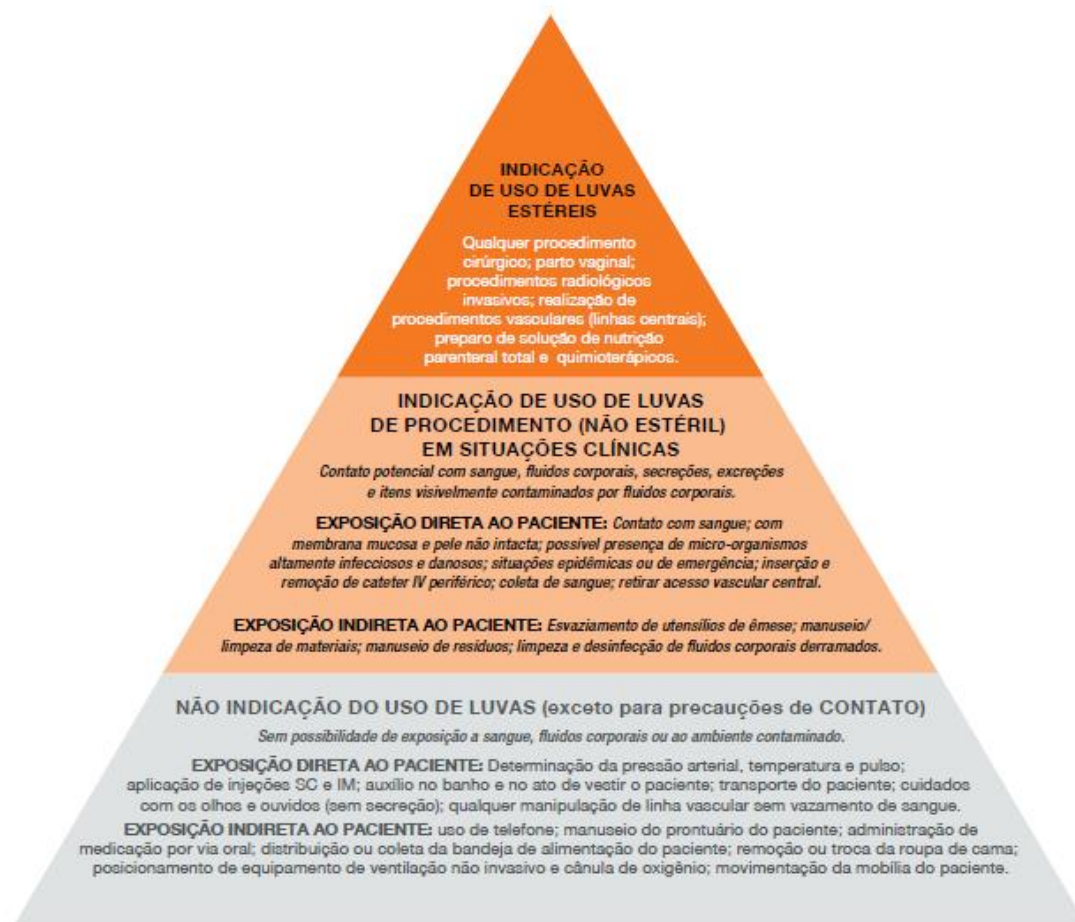 INDICAÇÃO
DE USO DE LUVAS
ESTÉREIS
Qualquer procedimento
cirúrgico; parto vaginal;
procedimentos radiológicos
invasivos; realização de
procedimentos vasculares (linhas centrais);
preparo de solução de nutrição
parenteral total e quimioterápicos.
INDICAÇÃO DE USO DE LUVAS
DE PROCEDIMENTO (NÃO ESTÉRIL)
EM SITUAÇÕES CLÍNICAS
Contato potencial com sangue, fluidos corporais, secreções, excreções
e itens visivelmente contaminados por fluidos corporais.
EXPOSIÇÃO DIRETA AO PACIENTE: Contato com sangue; com
membrana mucosa e pele não intacta; possível presença de micro-organismos
altamente infecciosos e danosos; situações epidêmicas ou de emergência; inserção e
remoção de cateter IV periférico; coleta de sangue; retirar acesso vascular central.
EXPOSIÇÃO INDIRETA AO PACIENTE: Esvaziamento de utensílios de êmese; manuseio/
limpeza de materiais; manuseio de resíduos; limpeza e desinfecção de fluidos corporais derramados.
NÃO INDICAÇÃO DO USO DE LUVAS (exceto para precauções de CONTATO)
Sem possibilidade de exposição a sangue, fluidos corporais ou ao ambiente contaminado.
EXPOSIÇÃO DIRETA AO PACIENTE: Determinação da pressão arterial, temperatura e pulso;
aplicação de injeções SC e IM; auxílio no banho e no ato de vestir o paciente; transporte do paciente; cuidados
com os olhos e ouvidos (sem secreção); qualquer manipulação de linha vascular sem vazamento de sangue.
EXPOSIÇÃO INDIRETA AO PACIENTE: uso de telefone; manuseio do prontuário do paciente; administração de
medicação por via oral; distribuição ou coleta da bandeja de alimentação do paciente; remoção ou troca da roupa de cama;
posicionamento de equipamento de ventilação não invasivo e cânula de oxigênio; movimentação da mobília do paciente.